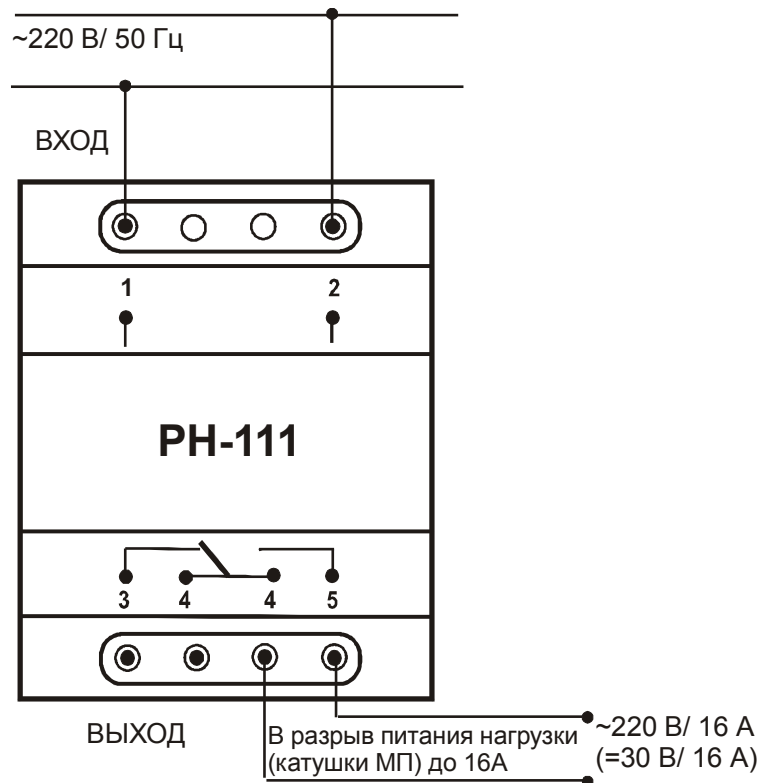 ~220 В/ 50 Гц
ВХОД
1 2
РН-111
3 4 4 5
ВЫХОД
В разрыв питания нагрузки
(катушки МП) до 16А
~220 В/ 16 А
(=30 В/ 16 А)